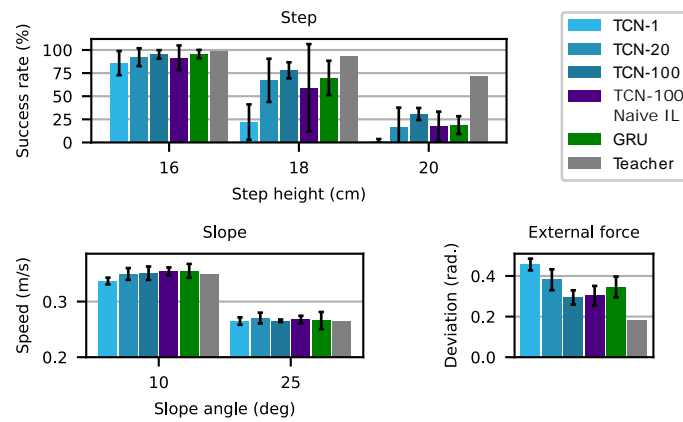 Step
Success rate (%)
100
75
50
25
0
16
18
20
Step height (cm)
TCN-1
TCN-20
TCN-100
TCN-100
Naive IL
GRU
Teacher
Slope
Speed (m/s)
0.3
0.2
10
25
Slope angle (deg)
External force
Deviation (rad.)
0.4
0.2
0.0